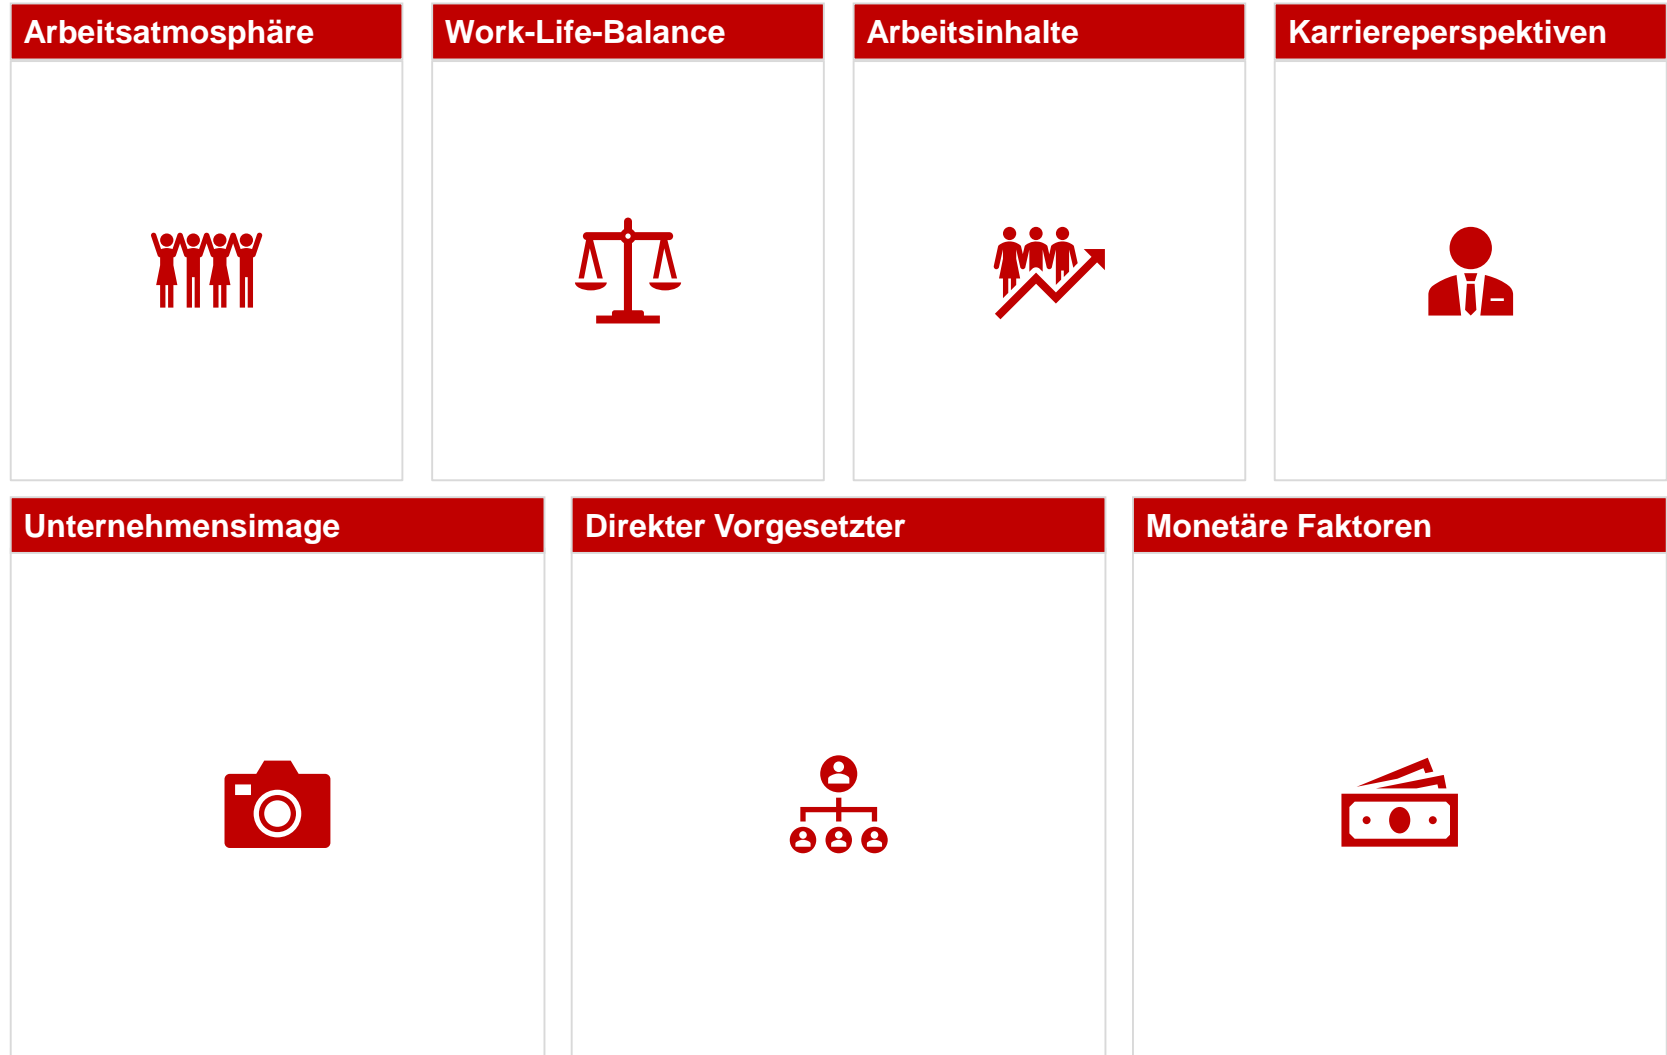 Arbeitsatmosphäre
Work-Life-Balance
Arbeitsinhalte
Karriereperspektiven
Unternehmensimage
Direkter Vorgesetzter
Monetäre Faktoren